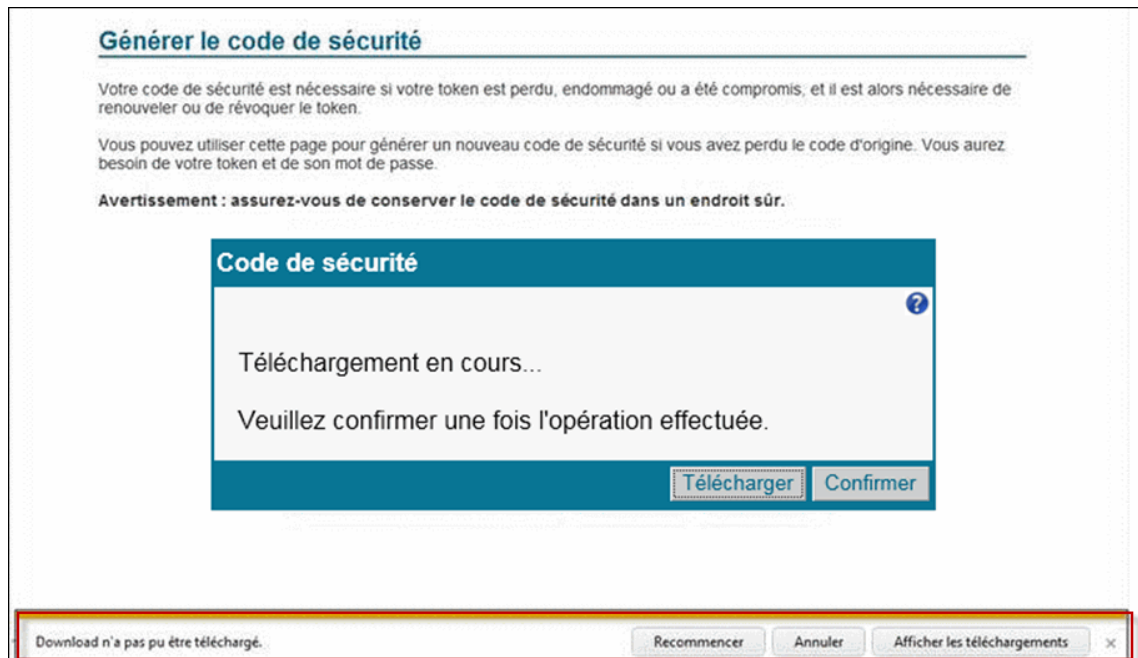 Générer le code de sécurité
Votre code de sécurité est nécessaire si votre token est perdu, endommagé ou a été compromis, et il est alors nécessaire de
renouveler ou de révoquer le token.
Vous pouvez utiliser cette page pour générer un nouveau code de sécurité si vous avez perdu le code d'origine. Vous aurez
besoin de votre token et de son mot de passe.
Avertissement : assurez-vous de conserver le code de sécurité dans un endroit sûr.
Code de sécurité
?
Téléchargement en cours...
Veuillez confirmer une fois l'opération effectuée.
Télécharger Confirmer
Download n'a pas pu être téléchargé. Recommencer Annuler Afficher les téléchargements ×